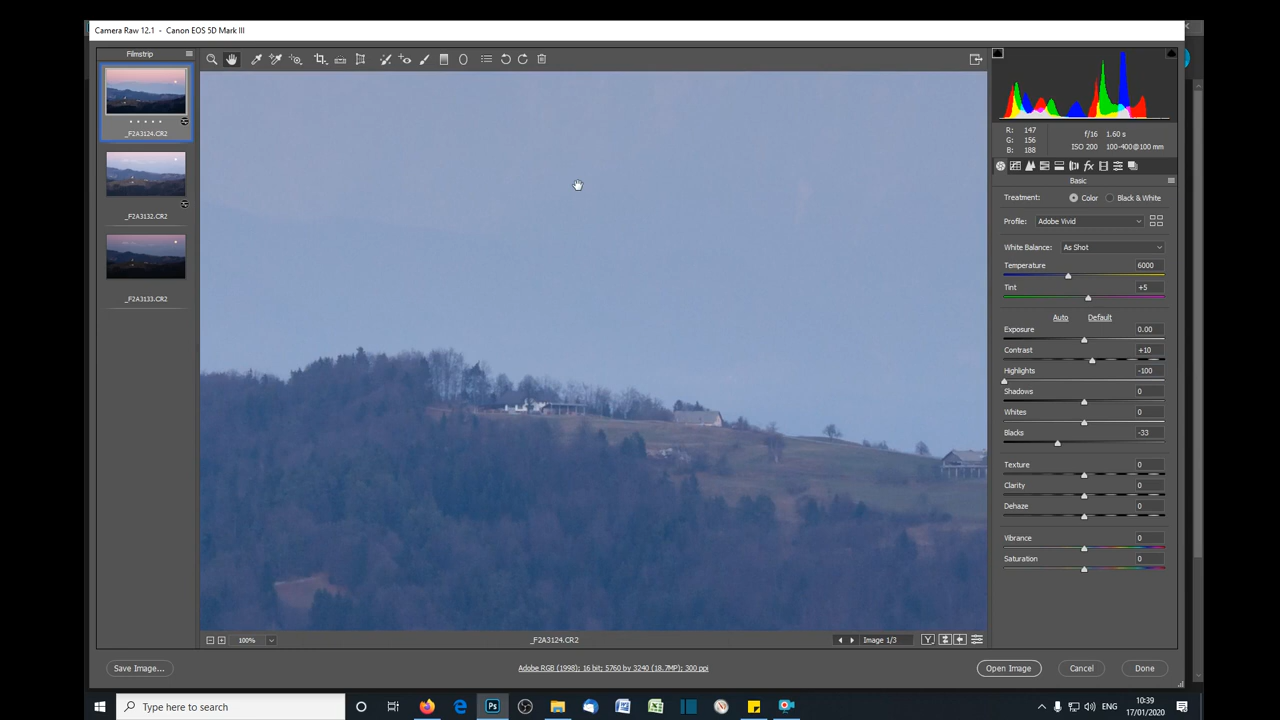 Camera Raw 12.1 - Canon EOS 5D Mark III
Filmstrip
_F2A3124.CR2
_F2A3132.CR2
_F2A3133.CR2
R: 147
G: 156
B: 188
f/16 1.60 s
ISO 200 100-400@100 mm
fx
Basic
Treatment: Color Black & White
Profile: Adobe Vivid
White Balance: As Shot
Temperature 6000
Tint +5
Auto Default
Exposure 0.00
Contrast +10
Highlights -100
Shadows 0
Whites 0
Blacks -33
Texture 0
Clarity 0
Dehaze 0
Vibrance 0
Saturation 0
100% _F2A3124.CR2 Image 1/3 Y
Save Image... Adobe RGB (1998); 16 bit; 5760 by 3240 (18.7MP); 300 ppi Open Image Cancel Done
Type here to search Ps ENG 10:39
17/01/2020